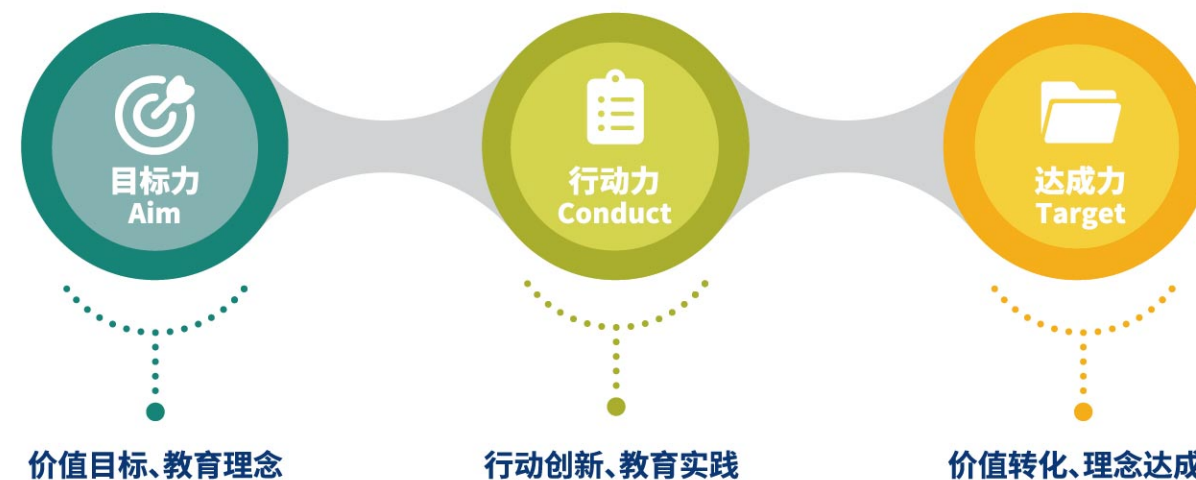 目标力
Aim
行动力
Conduct
达成力
Target
价值目标、教育理念
行动创新、教育实践
价值转化、理念达成